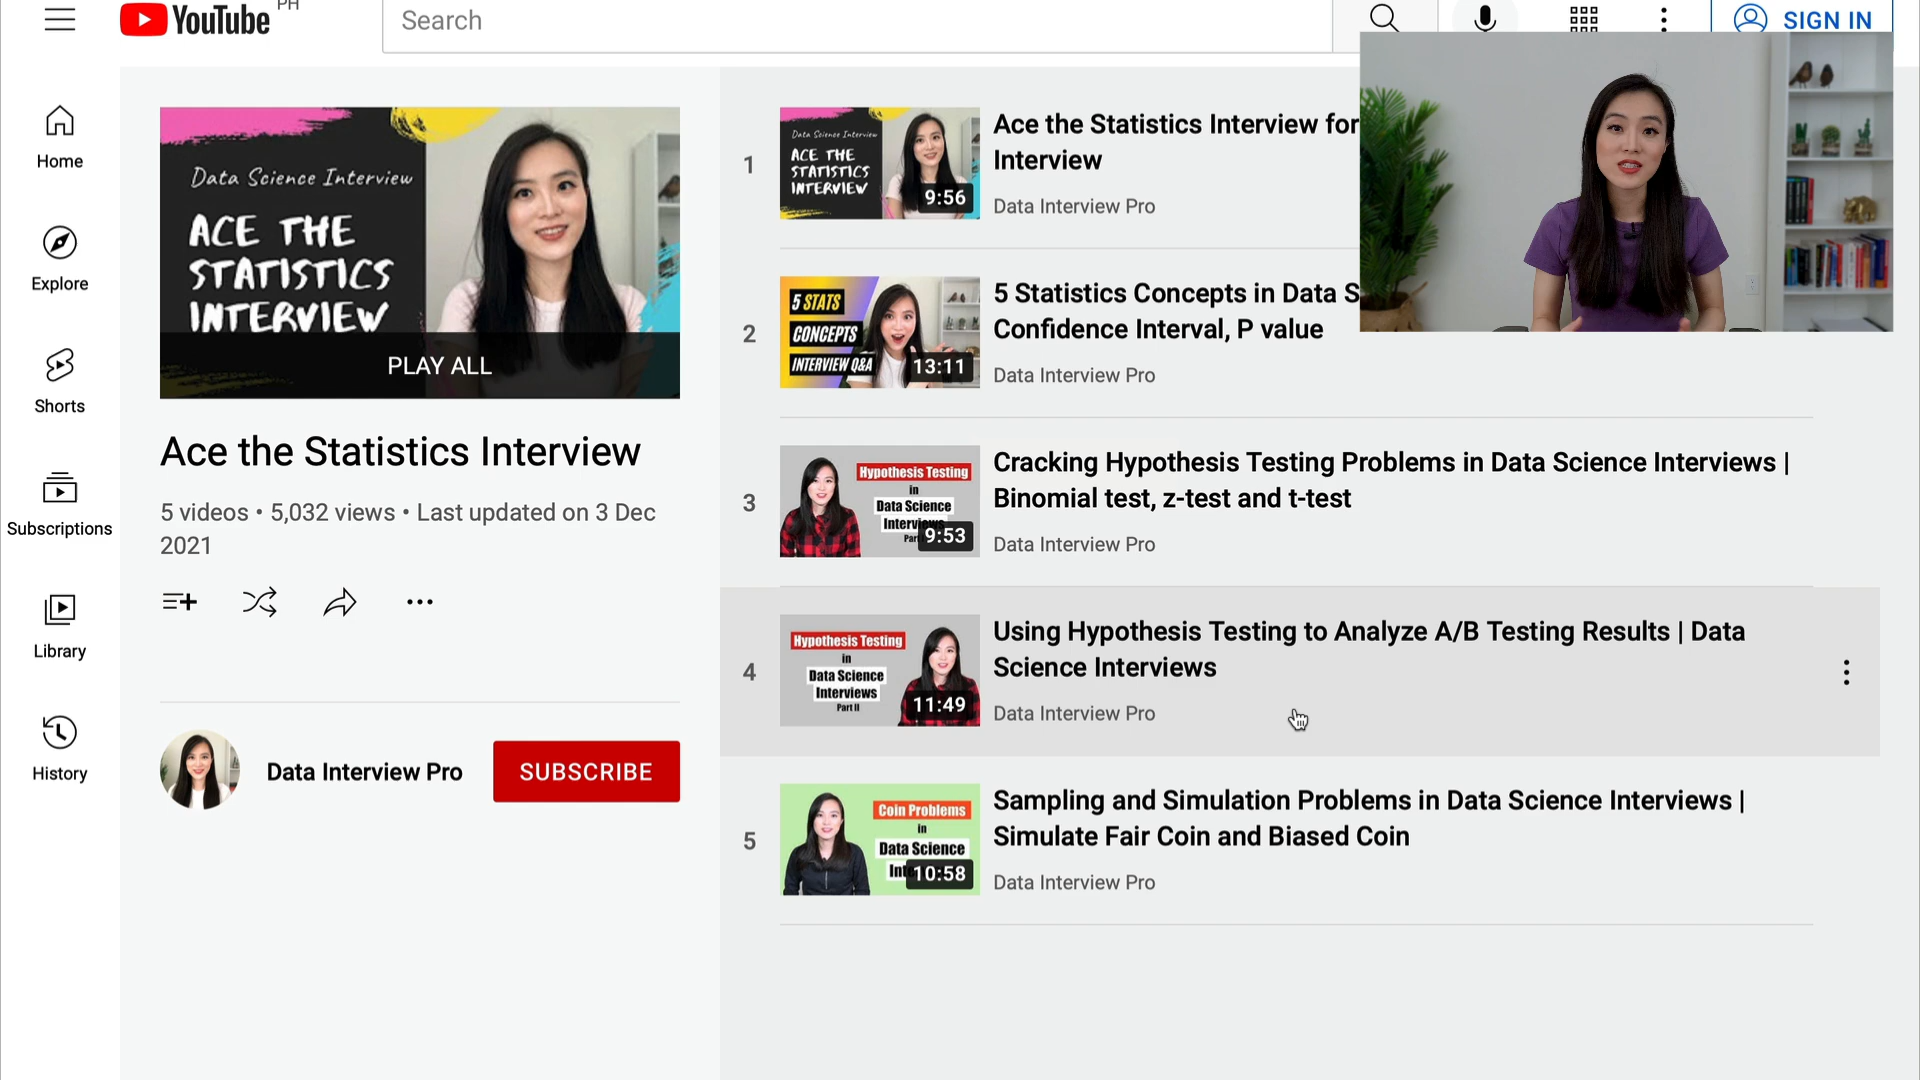 YouTube PH
Search
SIGN IN
Home
Explore
Shorts
Subscriptions
Library
History
Data Science Interview
ACE THE
STATISTICS
INTERVIEW
PLAY ALL
Ace the Statistics Interview
5 videos • 5,032 views • Last updated on 3 Dec
2021
Data Interview Pro
SUBSCRIBE
1
Data Science Interview
ACE THE
STATISTICS
INTERVIEW
9:56
Ace the Statistics Interview for
Interview
Data Interview Pro
2
5 STATS
CONCEPTS
INTERVIEW Q&A
13:11
5 Statistics Concepts in Data S
Confidence Interval, P value
Data Interview Pro
3
Hypothesis Testing
in
Data Science
Interviews
Part
9:53
Cracking Hypothesis Testing Problems in Data Science Interviews |
Binomial test, z-test and t-test
Data Interview Pro
4
Hypothesis Testing
in
Data Science
Interviews
Part II
11:49
Using Hypothesis Testing to Analyze A/B Testing Results | Data
Science Interviews
Data Interview Pro
5
Coin Problems
in
Data Science
Int
10:58
Sampling and Simulation Problems in Data Science Interviews |
Simulate Fair Coin and Biased Coin
Data Interview Pro